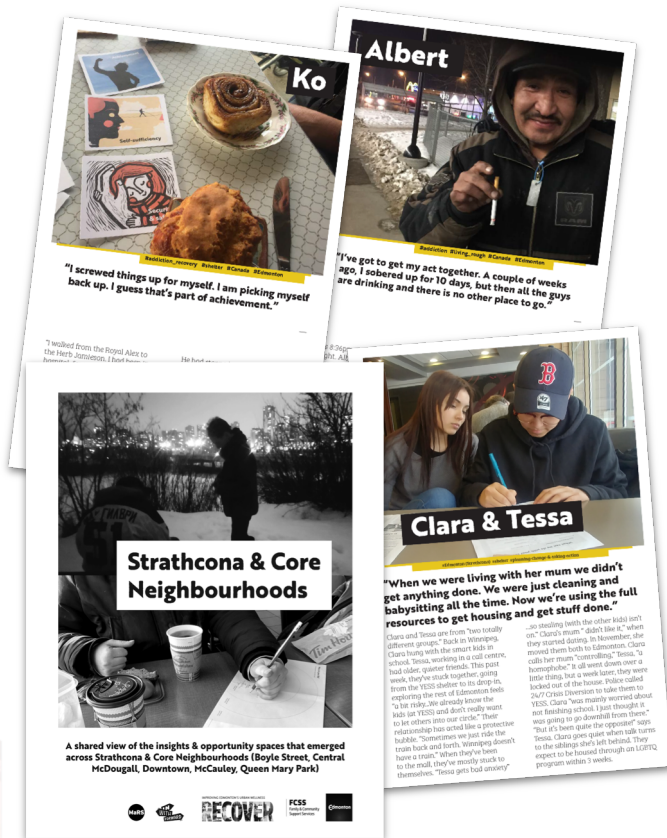 Ko
Self-sufficiency
#addiction_recovery #shelter #Canada #Edmonton
"I screwed things up for myself. I am picking myself
back up. I guess that's part of achievement."
"I walked from the Royal Alex to
the Herb Jamieson. I had been
Albert
RAM
#addiction #living_rough #Canada #Edmonton
"I've got to get my act together. A couple of weeks
ago, I sobered up for 10 days, but then all the guys
are drinking and there is no other place to go."
Strathcona & Core
Neighbourhoods
Tim Hortons
A shared view of the insights & opportunity spaces that emerged
across Strathcona & Core Neighbourhoods (Boyle Street, Central
McDougall, Downtown, McCauley, Queen Mary Park)
MaRS
IMPROVING EDMONTON'S URBAN WELLNESS
RECOVER
FCSS
Family & Community
Support Services
Edmonton
B
47
Clara & Tessa
"When we were living with her mum we didn't
get anything done. We were just cleaning and
babysitting all the time. Now we're using the full
resources to get housing and get stuff done."
Clara and Tessa are from "two totally
different gangs." Back in Winnipeg,
Clara hung with the smart kids in
school. Tessa, working in a call centre,
had older, quieter friends. This past
week, they've stuck together, going
from the YESS shelter to its drop-in,
exploring the rest of Edmonton feels
"a bit risky...We already know the
kids (at YESS) and don't really want
to let others into our circle." Their
relationship has acted like a protective
bubble. "Sometimes we just ride the
train back and forth. Winnipeg doesn't
have a train." When they've been
to the mall, they've mostly stuck to
themselves. "Tessa gets bad anxiety"
...so stealing (with the other kids) isn't
on." Clara's mum "didn't like it," when
they started dating. In November, she
moved them both to Edmonton. Clara
calls her mum "controlling," Tessa, "a
homophobe." It all went down over a
little thing, but a week later, they were
locked out of the house. Police called
24/7 Crisis Diversion to take them to
YESS. Clara "was mainly worried about
not finishing school. I just thought it
was going to go downhill from there."
"But it's been quite the opposite!" says
Tessa. Clara goes quiet when talk turns
to the siblings she's left behind. They
expect to be housed through an LGBTQ
program within 3 weeks.